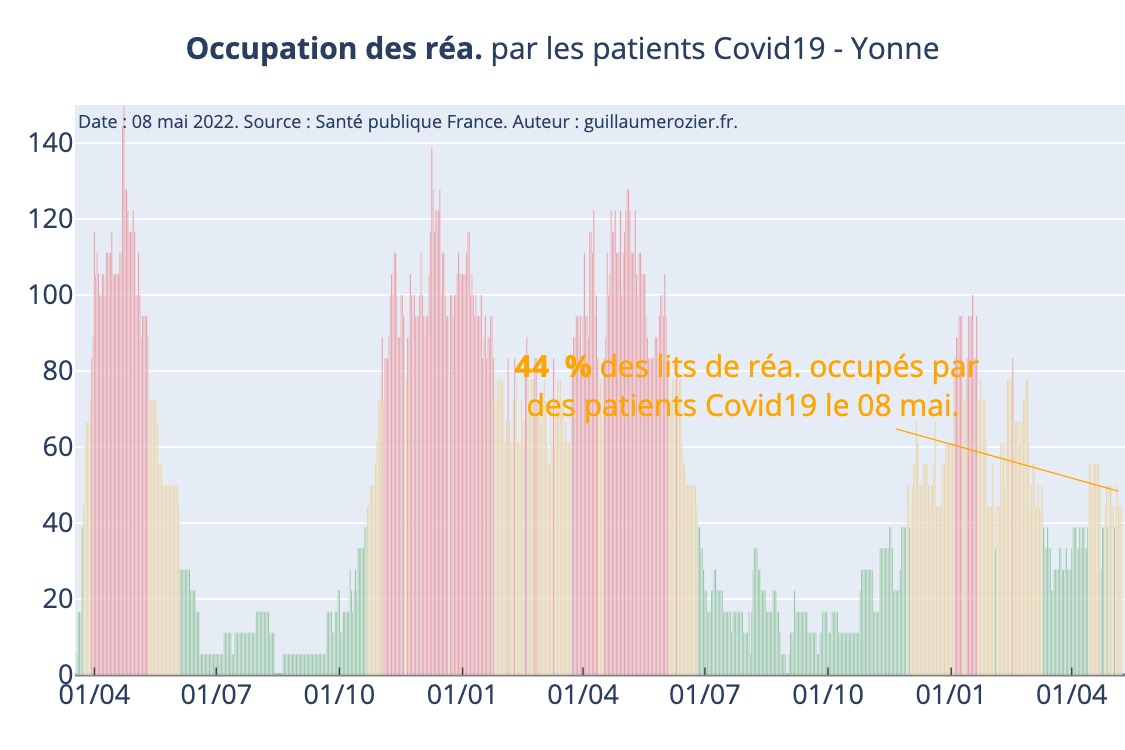 Occupation des réa. par les patients Covid19 - Yonne
Date : 08 mai 2022. Source : Santé publique France. Auteur : guillaumerozier.fr.
140
120
100
80
60
40
20
0
44 % des lits de réa. occupés par
des patients Covid19 le 08 mai.
01/04 01/07 01/10 01/01 01/04 01/07 01/10 01/01 01/04